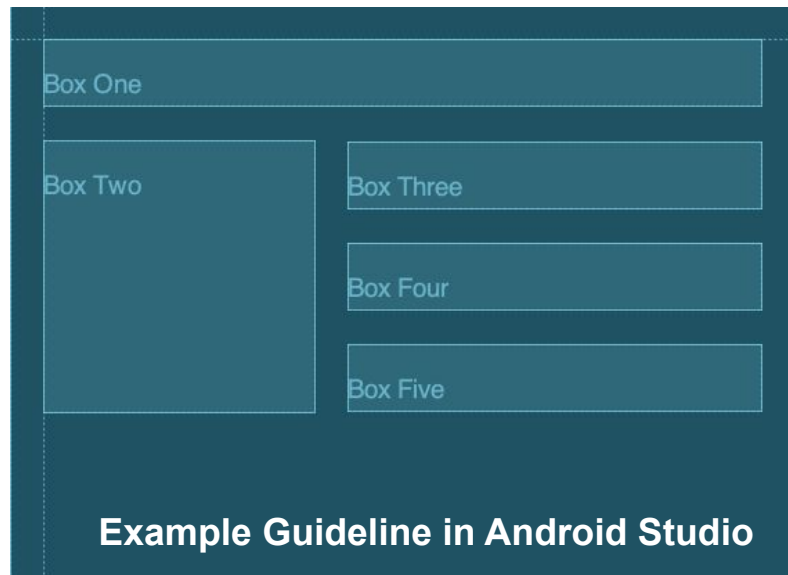 Box One
Box Two
Box Three
Box Four
Box Five
Example Guideline in Android Studio